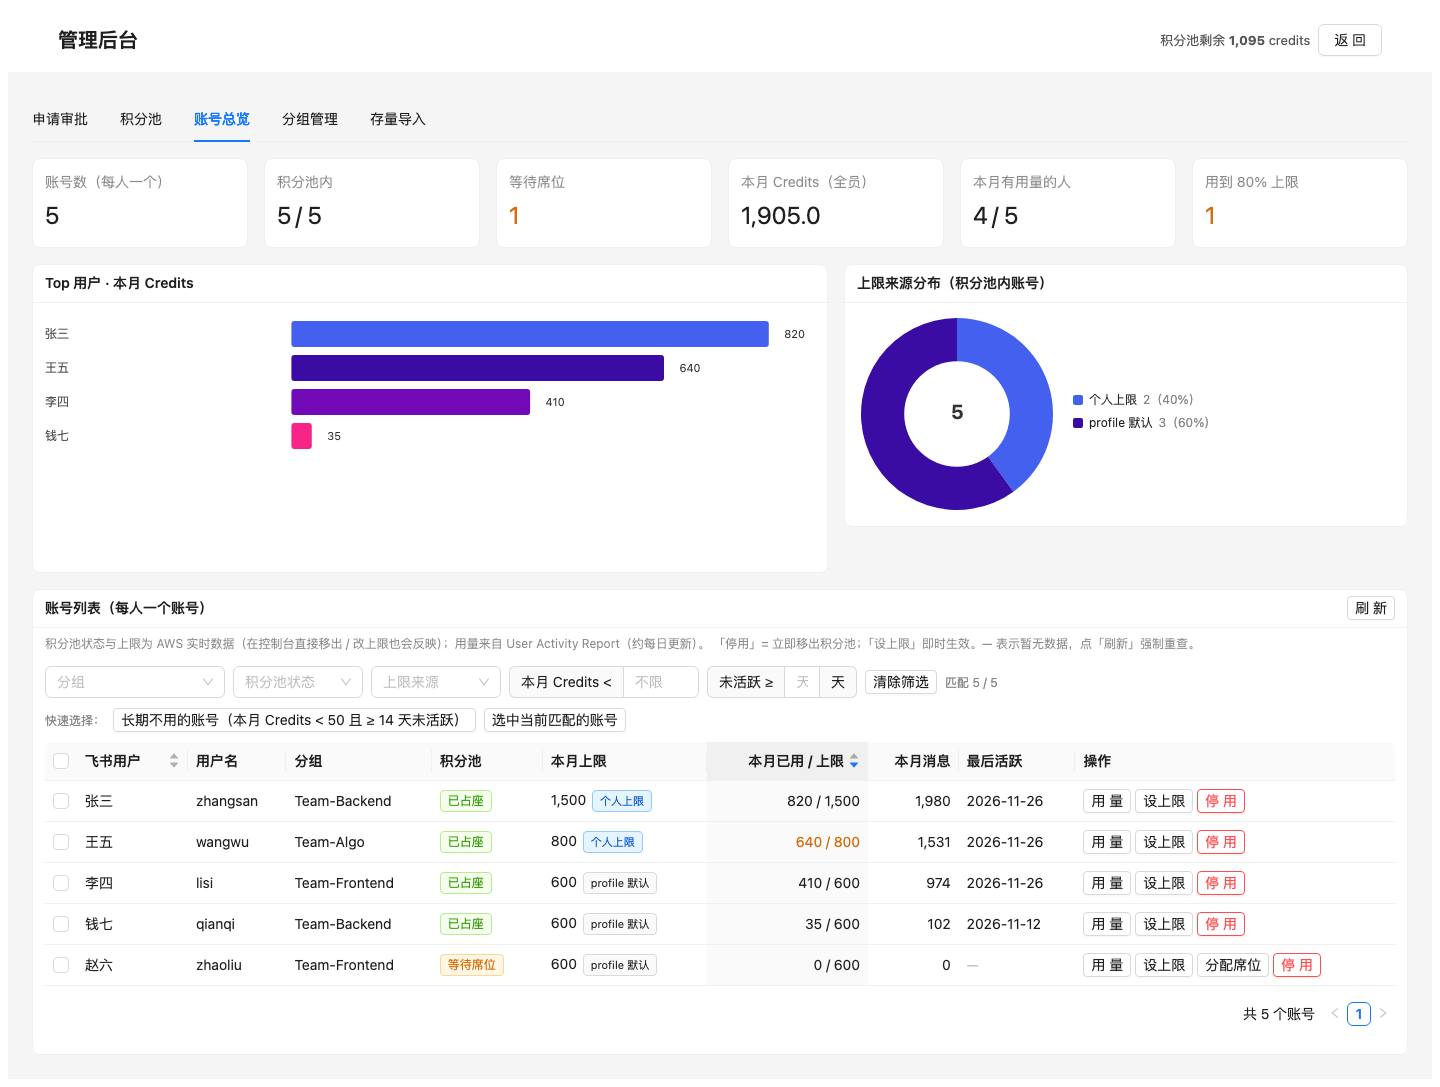 管理后台
积分池剩余 1,095 credits
返 回
申请审批 积分池 账号总览 分组管理 存量导入
账号数（每人一个） 积分池内 等待席位 本月 Credits（全员） 本月有用量的人 用到 80% 上限
5 5 / 5 1 1,905.0 4 / 5 1
Top 用户 · 本月 Credits
张三 820
王五 640
李四 410
钱七 35
上限来源分布（积分池内账号）
5
个人上限 2（40%）
profile 默认 3（60%）
账号列表（每人一个账号）
刷 新
积分池状态与上限为 AWS 实时数据（在控制台直接移出 / 改上限也会反映）；用量来自 User Activity Report（约每日更新）。「停用」= 立即移出积分池；「设上限」即时生效。— 表示暂无数据，点「刷新」强制重查。
分组 积分池状态 上限来源 本月 Credits < 不限 未活跃 ≥ 天 天 清除筛选 匹配 5 / 5
快速选择： 长期不用的账号（本月 Credits < 50 且 ≥ 14 天未活跃） 选中当前匹配的账号
飞书用户 用户名 分组 积分池 本月上限 本月已用 / 上限 本月消息 最后活跃 操作
张三 zhangsan Team-Backend 已占座 1,500 个人上限 820 / 1,500 1,980 2026-11-26 用 量 设上限 停 用
王五 wangwu Team-Algo 已占座 800 个人上限 640 / 800 1,531 2026-11-26 用 量 设上限 停 用
李四 lisi Team-Frontend 已占座 600 profile 默认 410 / 600 974 2026-11-26 用 量 设上限 停 用
钱七 qianqi Team-Backend 已占座 600 profile 默认 35 / 600 102 2026-11-12 用 量 设上限 停 用
赵六 zhaoliu Team-Frontend 等待席位 600 profile 默认 0 / 600 0 — 用 量 设上限 分配席位 停 用
共 5 个账号 < 1 >